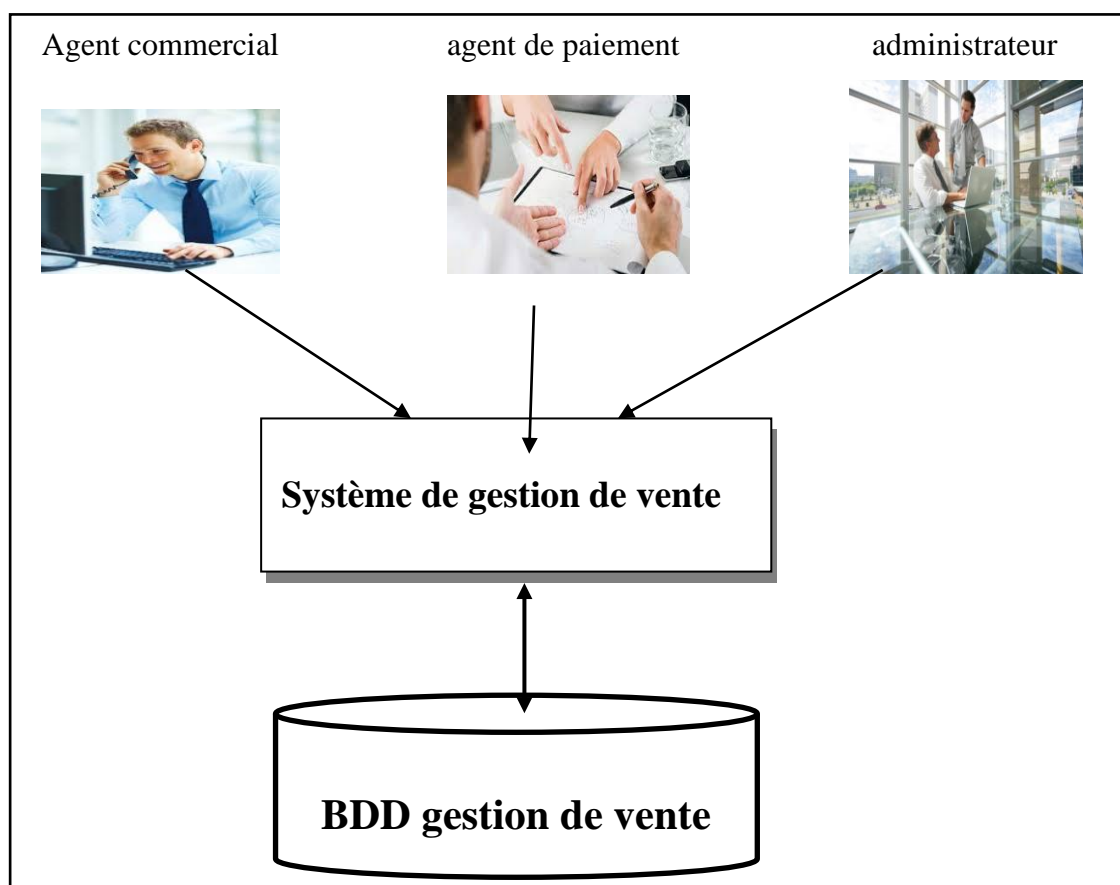 Agent commercial
agent de paiement
administrateur
Système de gestion de vente
BDD gestion de vente